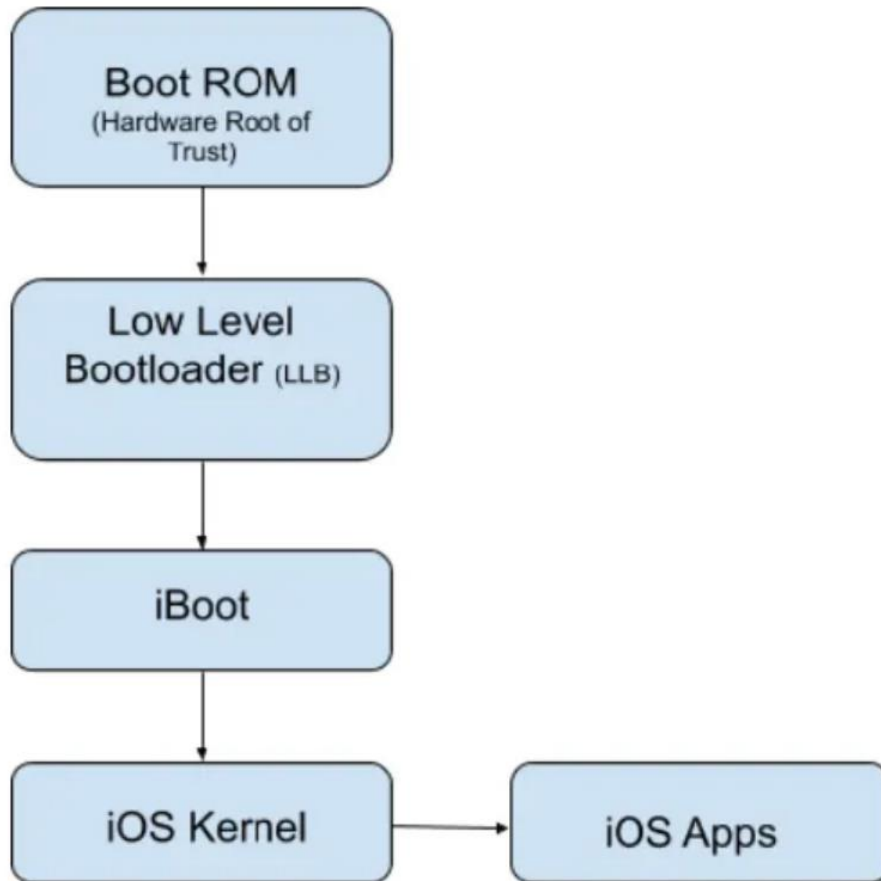 Boot ROM
(Hardware Root of
Trust)
Low Level
Bootloader (LLB)
iBoot
iOS Kernel
iOS Apps